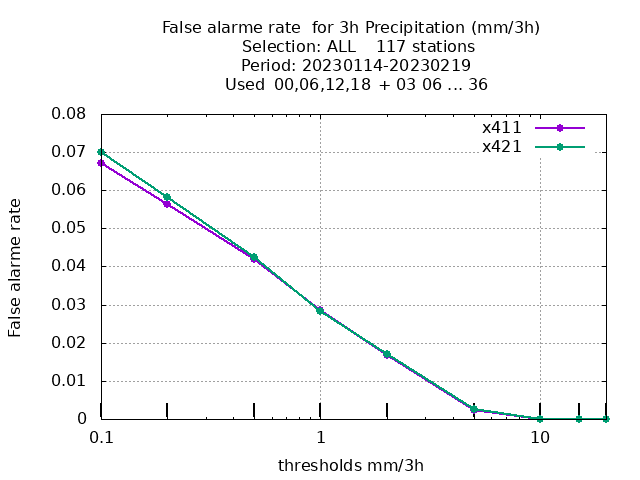 False alarme rate  for 3h Precipitation (mm/3h)
Selection: ALL    117 stations
Period: 20230114-20230219
Used  00,06,12,18 + 03 06 ... 36
0.08
x411
x421
0.07
0.06
0.05
0.04
0.03
0.02
0.01
0
False alarme rate
0.1
1
10
thresholds mm/3h